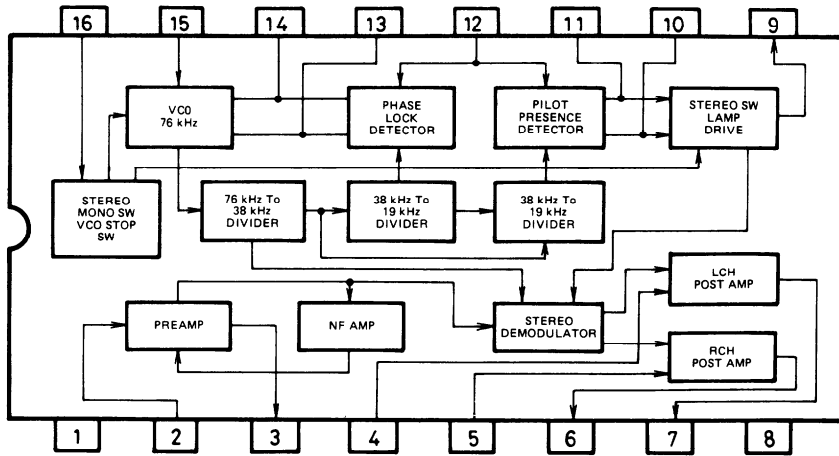 16 15 14 13 12 11 10 9
VCO
76 kHz
PHASE
LOCK
DETECTOR
PILOT
PRESENCE
DETECTOR
STEREO SW
LAMP
DRIVE
STEREO
MONO SW
VCO STOP
SW
76 kHz To
38 kHz
DIVIDER
38 kHz To
19 kHz
DIVIDER
38 kHz To
19 kHz
DIVIDER
PREAMP
NF AMP
STEREO
DEMODULATOR
LCH
POST AMP
RCH
POST AMP
1 2 3 4 5 6 7 8